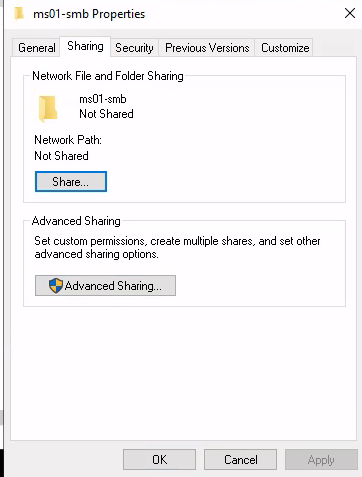 ms01-smb Properties
General Sharing Security Previous Versions Customize
Network File and Folder Sharing
ms01-smb
Not Shared
Network Path:
Not Shared
Share...
Advanced Sharing
Set custom permissions, create multiple shares, and set other
advanced sharing options.
Advanced Sharing...
OK Cancel Apply